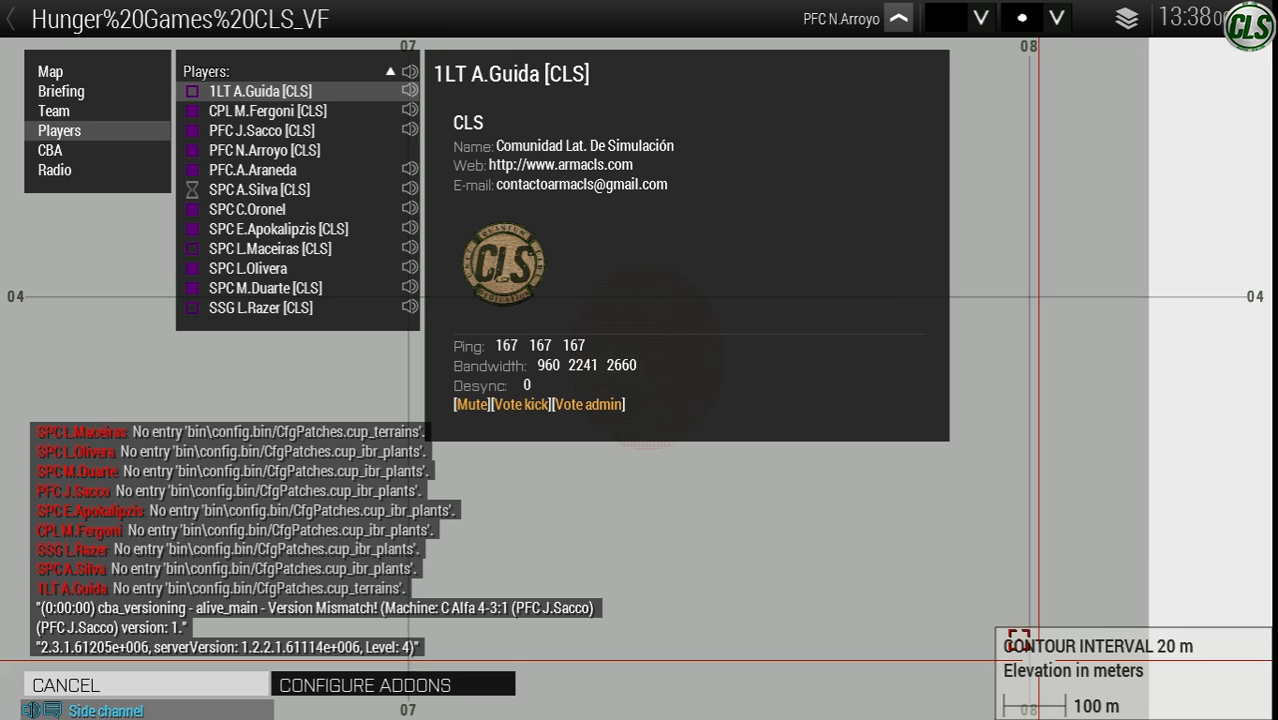 Hunger%20Games%20CLS_VF
PFC N.Arroyo
13:38
CLS
07
08
Map
Briefing
Team
Players
CBA
Radio
Players:
1LT A.Guida [CLS]
CPL M.Fergoni [CLS]
PFC J.Sacco [CLS]
PFC N.Arroyo [CLS]
PFC.A.Araneda
SPC A.Silva [CLS]
SPC C.Oronel
SPC E.Apokalipzis [CLS]
SPC L.Maceiras [CLS]
SPC L.Olivera
SPC M.Duarte [CLS]
SSG L.Razer [CLS]
1LT A.Guida [CLS]
CLS
Name: Comunidad Lat. De Simulación
Web: http://www.armacls.com
E-mail: contactoarmacls@gmail.com
CLS
Ping: 167 167 167
Bandwidth: 960 2241 2660
Desync: 0
[Mute][Vote kick][Vote admin]
04
04
SPC L.Maceiras No entry 'bin\config.bin/CfgPatches.cup_terrains'.
SPC L.Olivera No entry 'bin\config.bin/CfgPatches.cup_ibr_plants'.
SPC M.Duarte No entry 'bin\config.bin/CfgPatches.cup_ibr_plants'.
PFC J.Sacco No entry 'bin\config.bin/CfgPatches.cup_ibr_plants'.
SPC E.Apokalipzis No entry 'bin\config.bin/CfgPatches.cup_ibr_plants'.
CPL M.Fergoni No entry 'bin\config.bin/CfgPatches.cup_ibr_plants'.
SSG L.Razer No entry 'bin\config.bin/CfgPatches.cup_ibr_plants'.
SPC A.Silva No entry 'bin\config.bin/CfgPatches.cup_ibr_plants'.
1LT A.Guida No entry 'bin\config.bin/CfgPatches.cup_terrains'.
"(0:00:00) cba_versioning - alive_main - Version Mismatch! (Machine: C Alfa 4-3:1 (PFC J.Sacco)
(PFC J.Sacco) version: 1."
"2.3.1.61205e+006, serverVersion: 1.2.2.1.61114e+006, Level: 4)"
CONTOUR INTERVAL 20 m
Elevation in meters
100 m
CANCEL
CONFIGURE ADDONS
Side channel
07
08